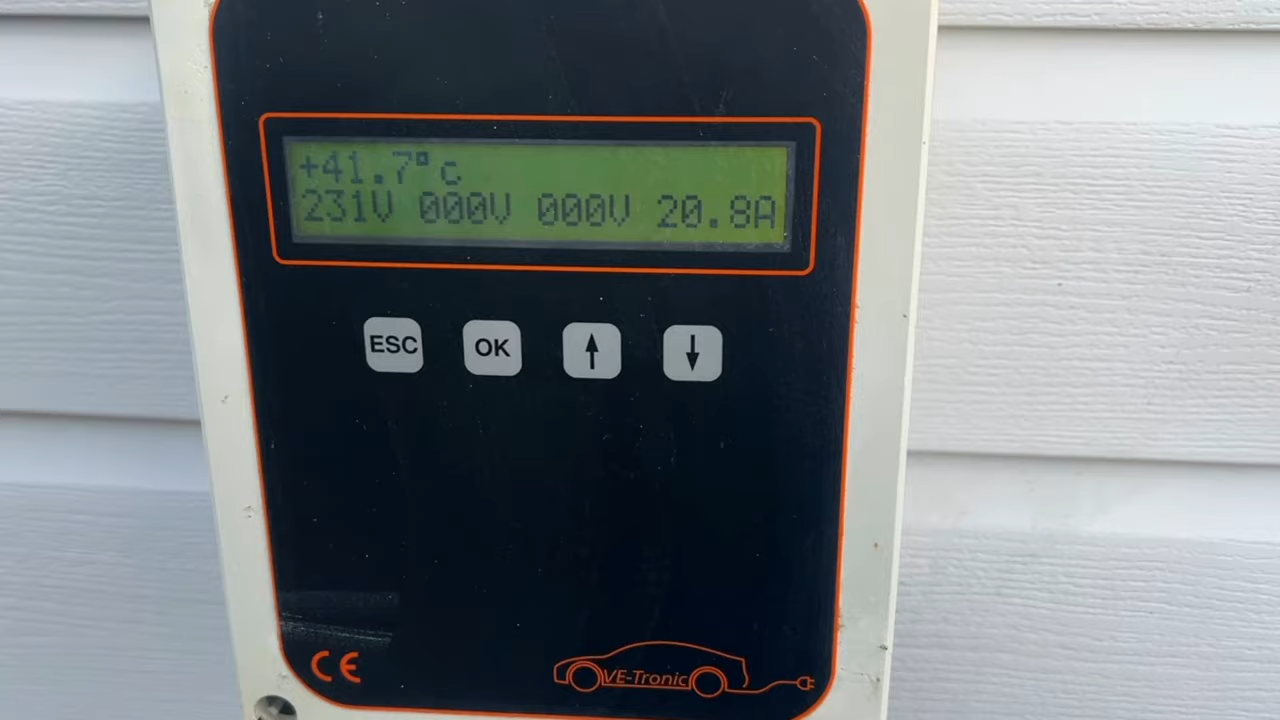 +41.7°c
231V 000V 000V 20.8A
ESC OK ↑ ↓
CE
VE-Tronic